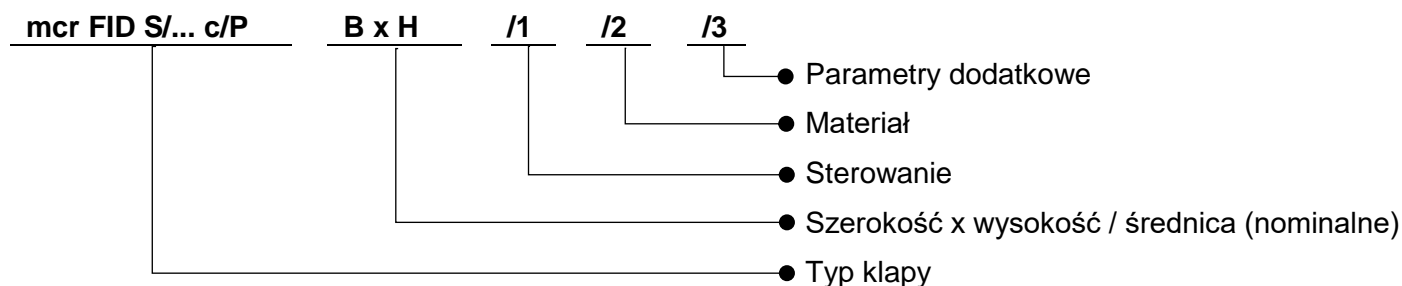 mcr FID S/... c/P B x H /1 /2 /3
Parametry dodatkowe
Materiał
Sterowanie
Szerokość x wysokość / średnica (nominalne)
Typ klapy